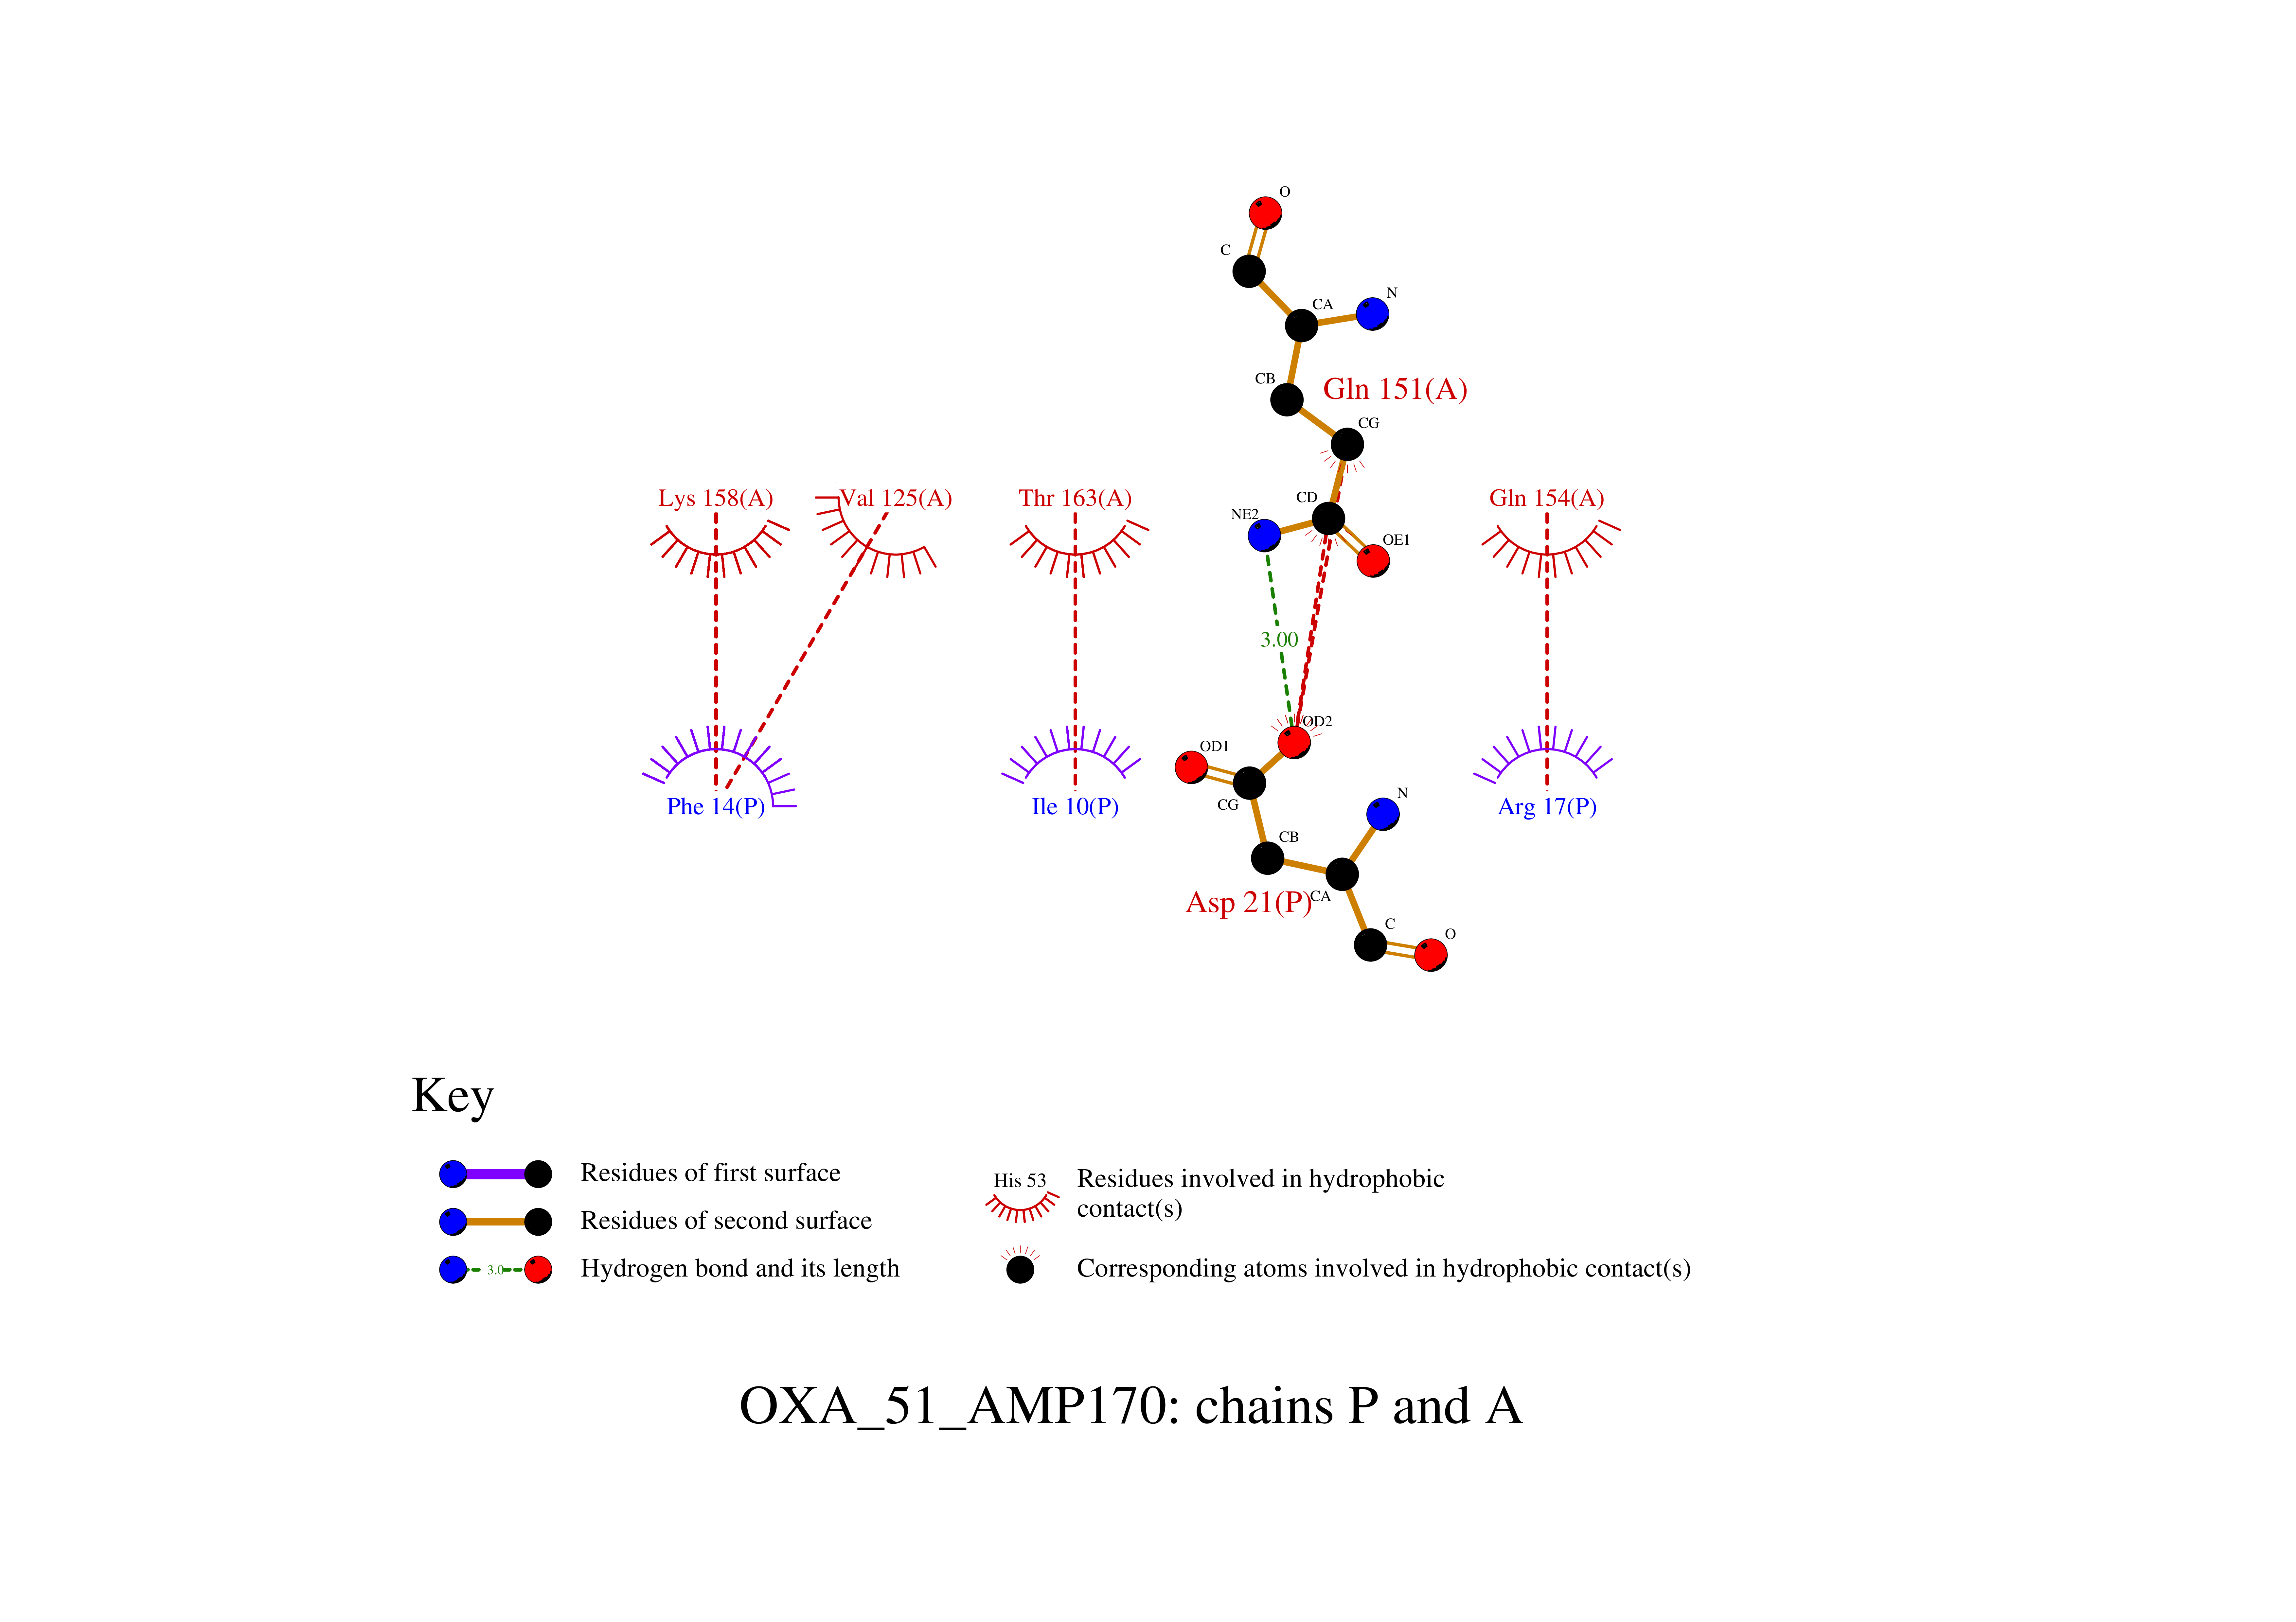 O
C
N
CA
CB
Gln 151(A)
CG
Lys 158(A)
Val 125(A)
Thr 163(A)
CD
Gln 154(A)
NE2
OE1
3.00
OD2
OD1
Phe 14(P)
Ile 10(P)
CG
N
Arg 17(P)
CB
Asp 21(P)
CA
C
O
Key
Residues of first surface
Residues of second surface
3.0
Hydrogen bond and its length
His 53
Residues involved in hydrophobic
contact(s)
Corresponding atoms involved in hydrophobic contact(s)
OXA_51_AMP170: chains P and A